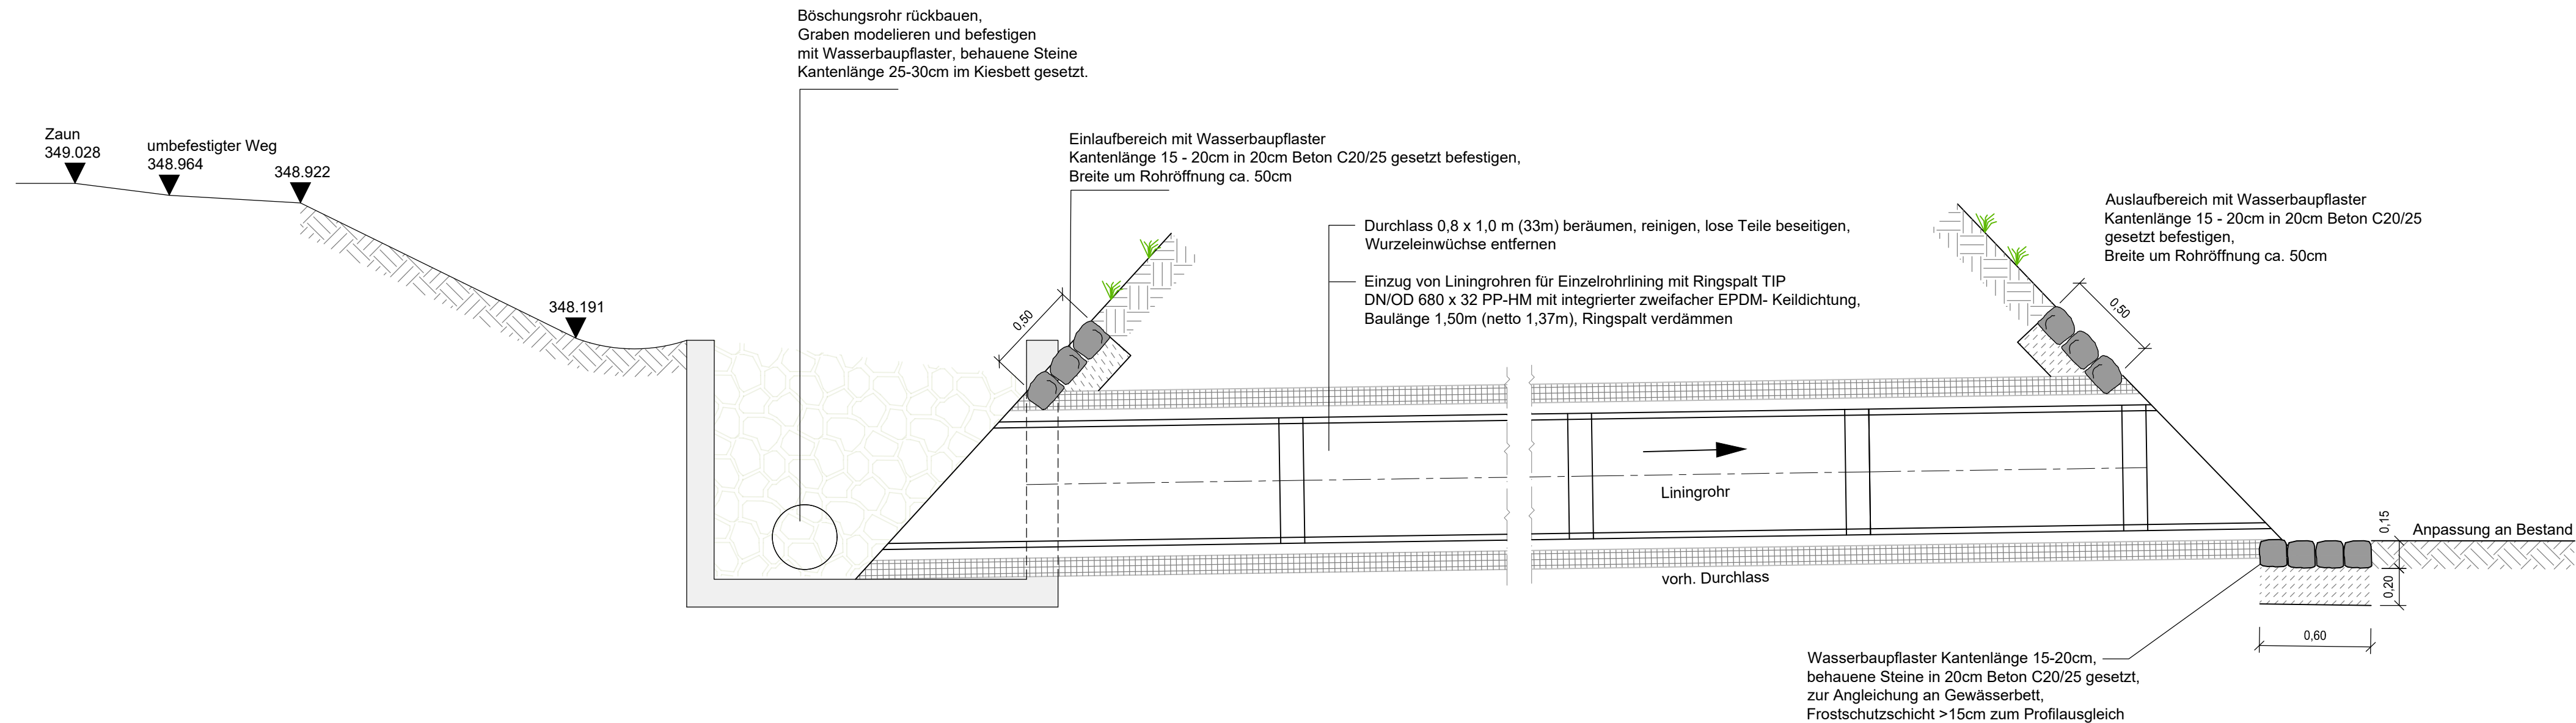 Böschungsrohr rückbauen,
Graben modelieren und befestigen
mit Wasserbaupflaster, behauene Steine
Kantenlänge 25-30cm im Kiesbett gesetzt.
Zaun
349.028
umbefestigter Weg
348.964
348.922
348.191
Einlaufbereich mit Wasserbaupflaster
Kantenlänge 15 - 20cm in 20cm Beton C20/25 gesetzt befestigen,
Breite um Rohröffnung ca. 50cm
0,50
Durchlass 0,8 x 1,0 m (33m) beräumen, reinigen, lose Teile beseitigen,
Wurzeleinwüchse entfernen
Einzug von Liningrohren für Einzelrohrlining mit Ringspalt TIP
DN/OD 680 x 32 PP-HM mit integrierter zweifacher EPDM- Keildichtung,
Baulänge 1,50m (netto 1,37m), Ringspalt verdämmen
Auslaufbereich mit Wasserbaupflaster
Kantenlänge 15 - 20cm in 20cm Beton C20/25
gesetzt befestigen,
Breite um Rohröffnung ca. 50cm
0,50
Liningrohr
vorh. Durchlass
0,15
Anpassung an Bestand
0,20
0,60
Wasserbaupflaster Kantenlänge 15-20cm,
behauene Steine in 20cm Beton C20/25 gesetzt,
zur Angleichung an Gewässerbett,
Frostschutzschicht >15cm zum Profilausgleich